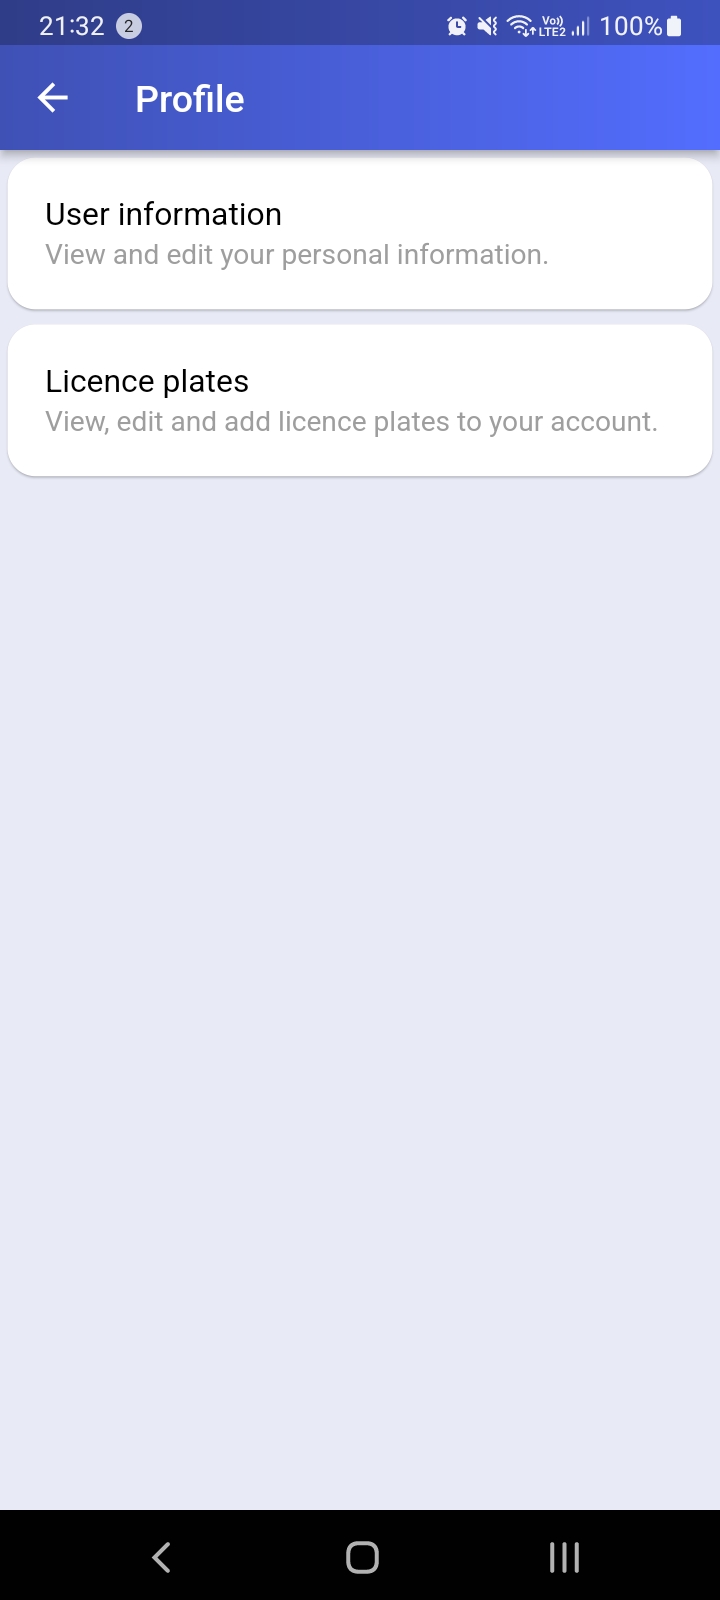 21:32 2 Vo)) LTE2 100%
Profile
User information
View and edit your personal information.
Licence plates
View, edit and add licence plates to your account.